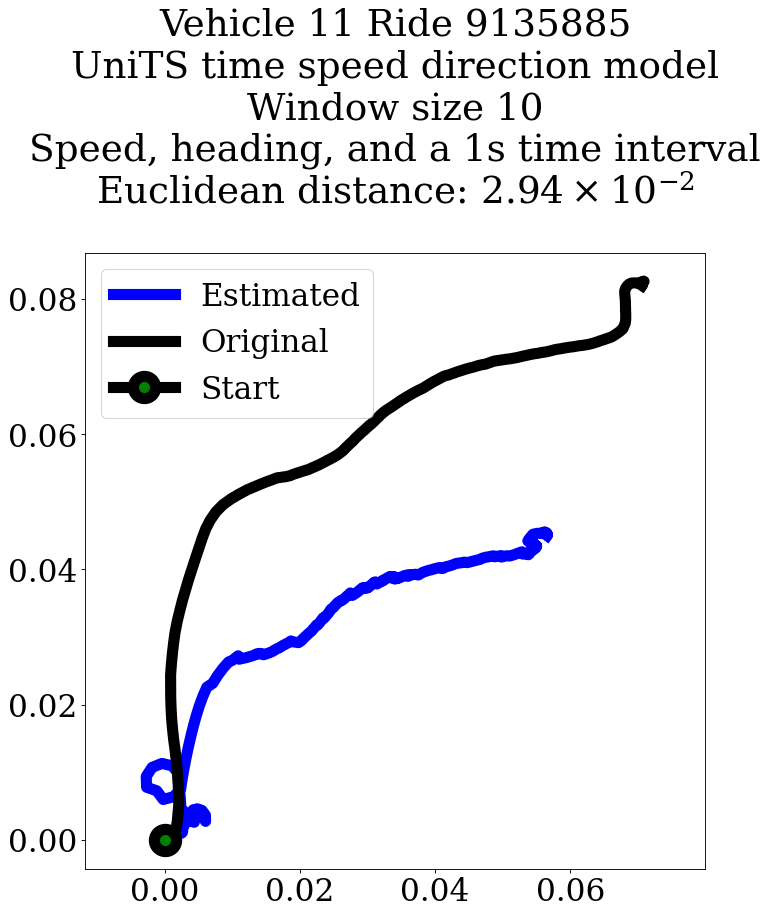 Vehicle 11 Ride 9135885
UniTS time speed direction model
Window size 10
Speed, heading, and a 1s time interval
Euclidean distance: 2.94 × 10⁻²
Estimated
Original
Start
0.08
0.06
0.04
0.02
0.00
0.00 0.02 0.04 0.06